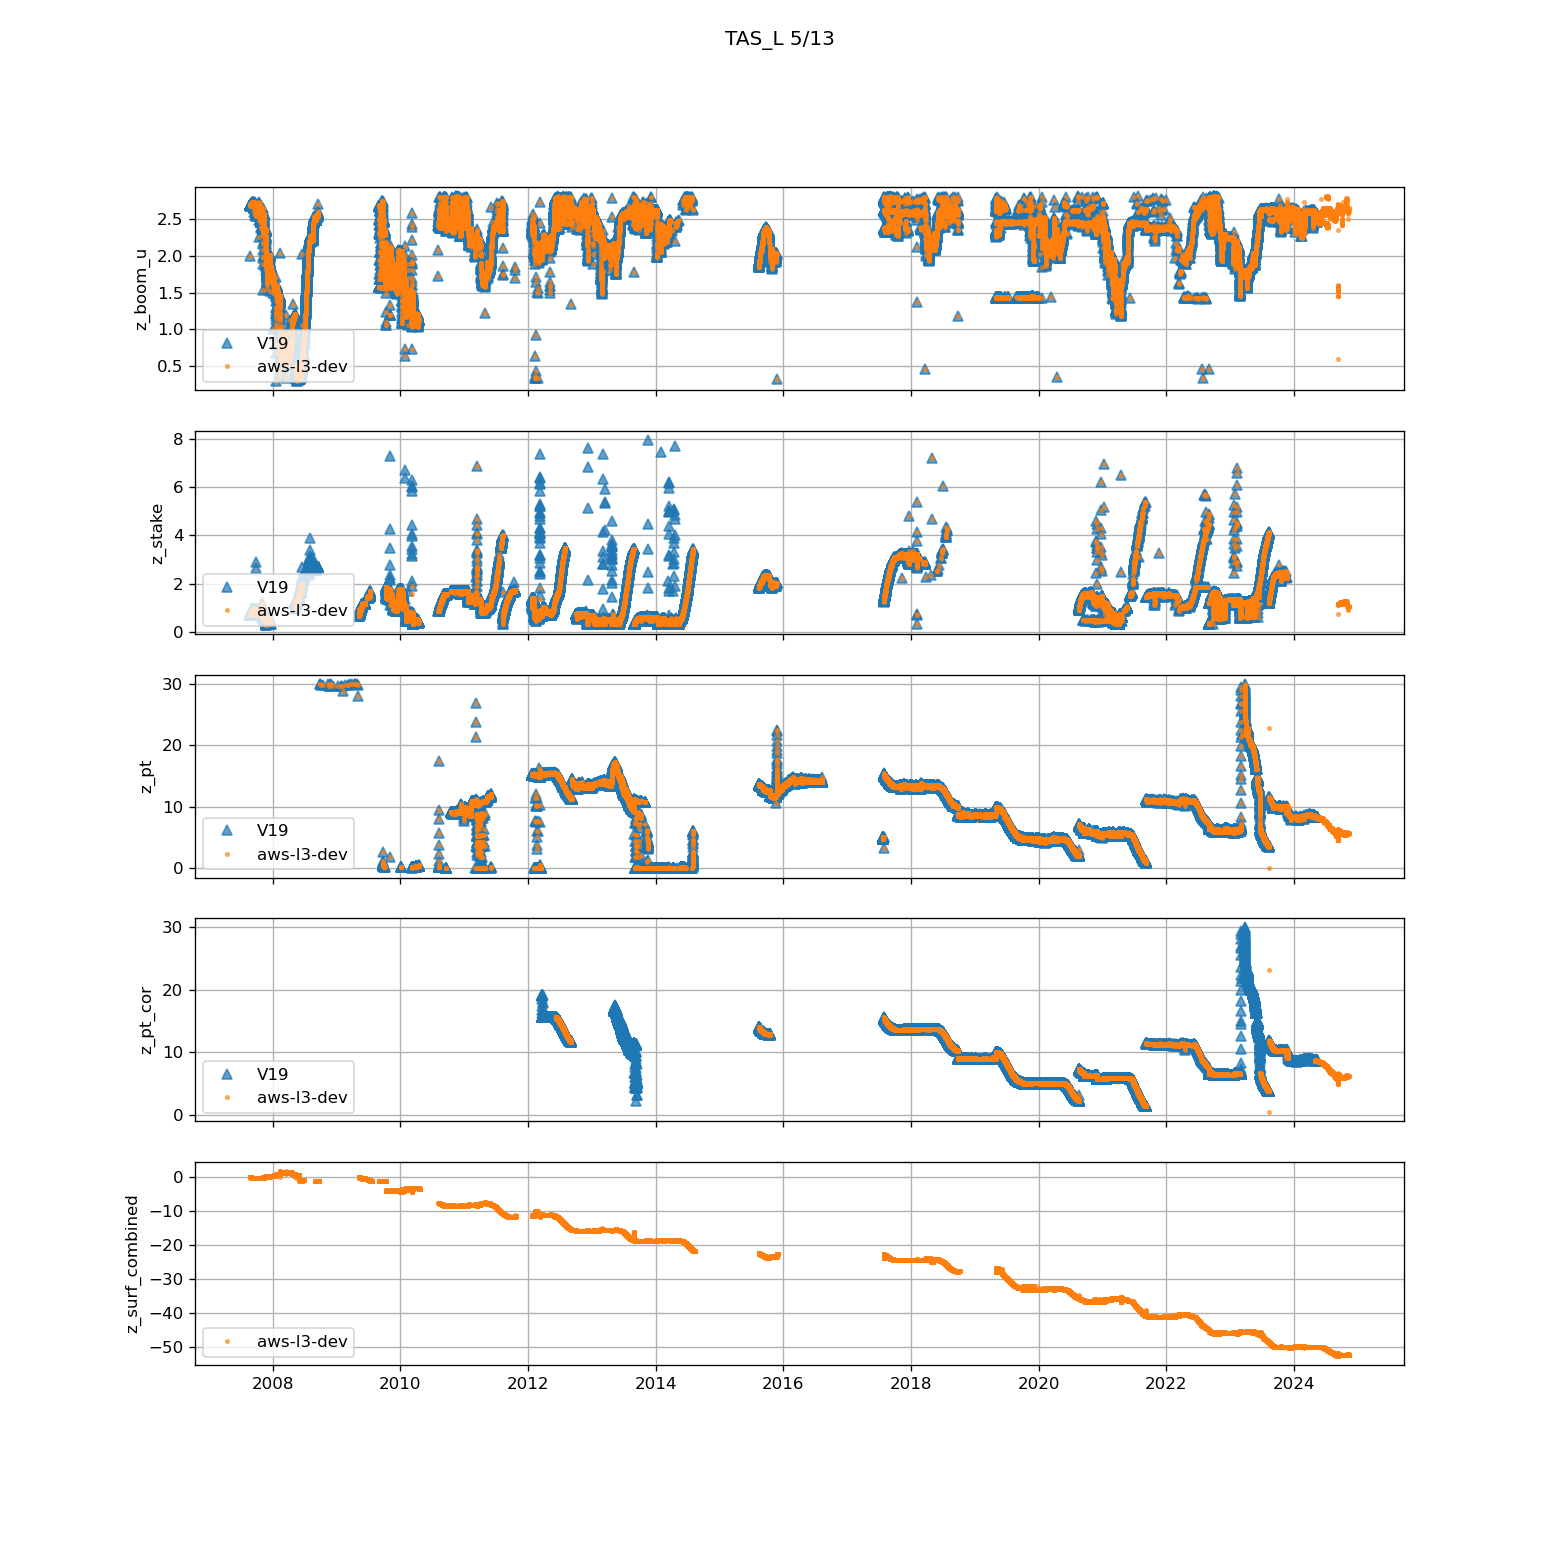 TAS_L 5/13
z_boom_u
2.5
2.0
1.5
1.0
0.5
V19
aws-l3-dev
z_stake
8
6
4
2
0
V19
aws-l3-dev
z_pt
30
20
10
0
V19
aws-l3-dev
z_pt_cor
30
20
10
0
V19
aws-l3-dev
z_surf_combined
0
−10
−20
−30
−40
−50
aws-l3-dev
2008 2010 2012 2014 2016 2018 2020 2022 2024